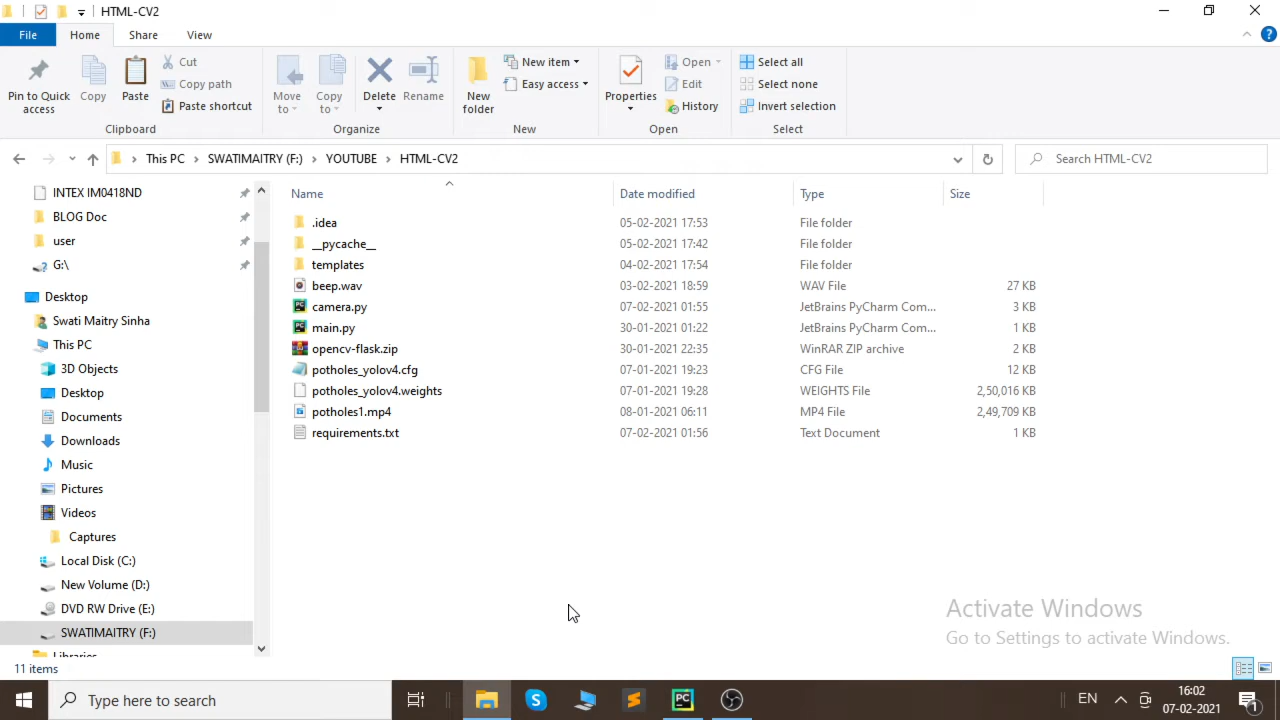 HTML-CV2
File
Home
Share
View
Pin to Quick
access
Copy
Paste
Cut
Copy path
Paste shortcut
Clipboard
Move
to
Copy
to
Delete
Rename
Organize
New
folder
New item
Easy access
New
Properties
Open
Edit
History
Open
Select all
Select none
Invert selection
Select
This PC
SWATIMAITRY (F:)
YOUTUBE
HTML-CV2
Search HTML-CV2
INTEX IM0418ND
BLOG Doc
user
G:\
Desktop
Swati Maitry Sinha
This PC
3D Objects
Desktop
Documents
Downloads
Music
Pictures
Videos
Captures
Local Disk (C:)
New Volume (D:)
DVD RW Drive (E:)
SWATIMAITRY (F:)
Libraries
Name Date modified Type Size
.idea 05-02-2021 17:53 File folder
__pycache__ 05-02-2021 17:42 File folder
templates 04-02-2021 17:54 File folder
beep.wav 03-02-2021 18:59 WAV File 27 KB
camera.py 07-02-2021 01:55 JetBrains PyCharm Com... 3 KB
main.py 30-01-2021 01:22 JetBrains PyCharm Com... 1 KB
opencv-flask.zip 30-01-2021 22:35 WinRAR ZIP archive 2 KB
potholes_yolov4.cfg 07-01-2021 19:23 CFG File 12 KB
potholes_yolov4.weights 07-01-2021 19:28 WEIGHTS File 2,50,016 KB
potholes1.mp4 08-01-2021 06:11 MP4 File 2,49,709 KB
requirements.txt 07-02-2021 01:56 Text Document 1 KB
Activate Windows
Go to Settings to activate Windows.
11 items
Type here to search
EN
16:02
07-02-2021
1